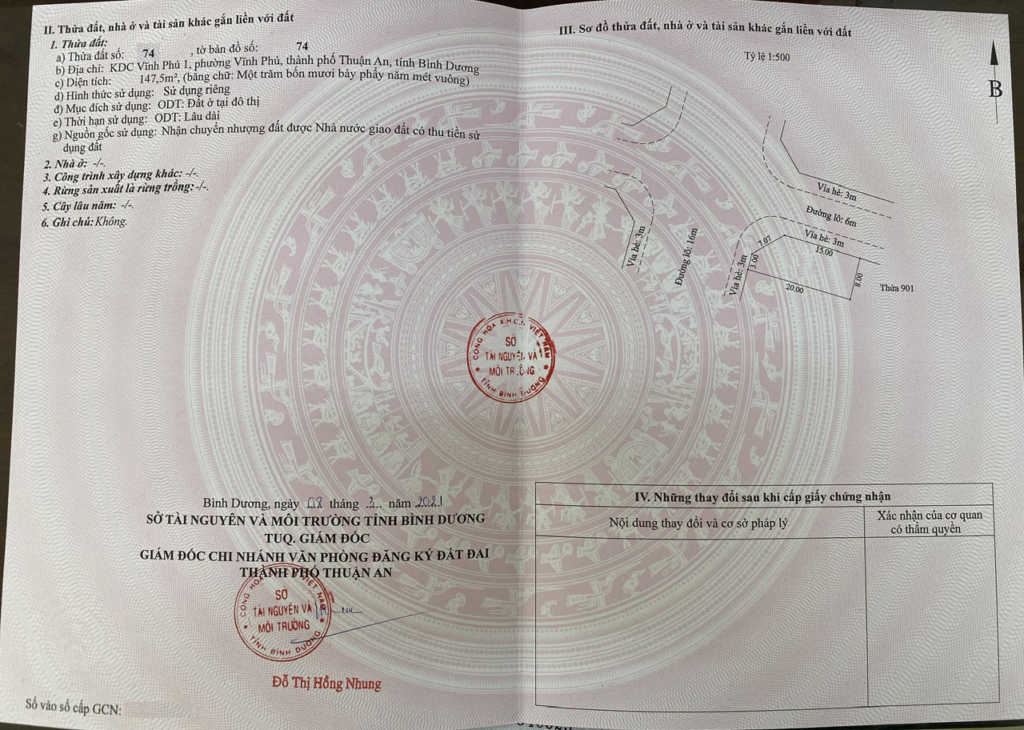 II. Thửa đất, nhà ở và tài sản khác gắn liền với đất
1. Thửa đất:
a) Thửa đất số: 74 , tờ bản đồ số: 74
b) Địa chỉ: KDC Vĩnh Phú 1, phường Vĩnh Phú, thành phố Thuận An, tỉnh Bình Dương
c) Diện tích: 147,5m², (bằng chữ: Một trăm bốn mươi bảy phẩy năm mét vuông)
d) Hình thức sử dụng: Sử dụng riêng
đ) Mục đích sử dụng: ODT: Đất ở tại đô thị
e) Thời hạn sử dụng: ODT: Lâu dài
g) Nguồn gốc sử dụng: Nhận chuyển nhượng đất được Nhà nước giao đất có thu tiền sử
dụng đất
2. Nhà ở: -/-.
3. Công trình xây dựng khác: -/-.
4. Rừng sản xuất là rừng trồng: -/-.
5. Cây lâu năm: -/-.
6. Ghi chú: Không.
Bình Dương, ngày 08 tháng 3.. năm 2021
SỞ TÀI NGUYÊN VÀ MÔI TRƯỜNG TỈNH BÌNH DƯƠNG
TUQ. GIÁM ĐỐC
GIÁM ĐỐC CHI NHÁNH VĂN PHÒNG ĐĂNG KÝ ĐẤT ĐAI
THÀNH PHỐ THUẬN AN
SỞ
TÀI NGUYÊN VÀ
MÔI TRƯỜNG
TỈNH BÌNH DƯƠNG
Đỗ Thị Hồng Nhung
Số vào sổ cấp GCN:
CỘNG HÒA X.H.C.N VIỆT NAM
SỞ
TÀI NGUYÊN VÀ
MÔI TRƯỜNG
TỈNH BÌNH DƯƠNG
III. Sơ đồ thửa đất, nhà ở và tài sản khác gắn liền với đất
Tỷ lệ 1:500
B
Vỉa hè: 3m
Đường lộ: 6m
Vỉa hè: 3m
Vỉa hè: 3m
Đường lộ: 16m
Vỉa hè: 3m
7.07
3.00
15.00
8.00
20.00
Thửa 901
IV. Những thay đổi sau khi cấp giấy chứng nhận
Nội dung thay đổi và cơ sở pháp lý
Xác nhận của cơ quan
có thẩm quyền